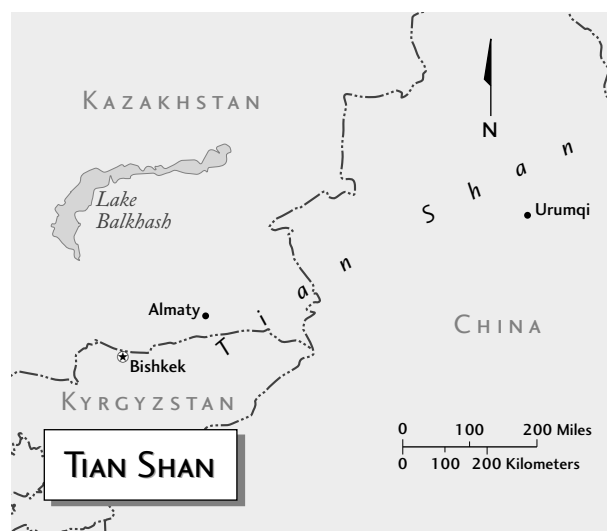 KAZAKHSTAN
N
Tian Shan
Lake
Balkhash
Urumqi
Almaty
CHINA
Bishkek
KYRGYZSTAN
0 100 200 Miles
0 100 200 Kilometers
TIAN SHAN